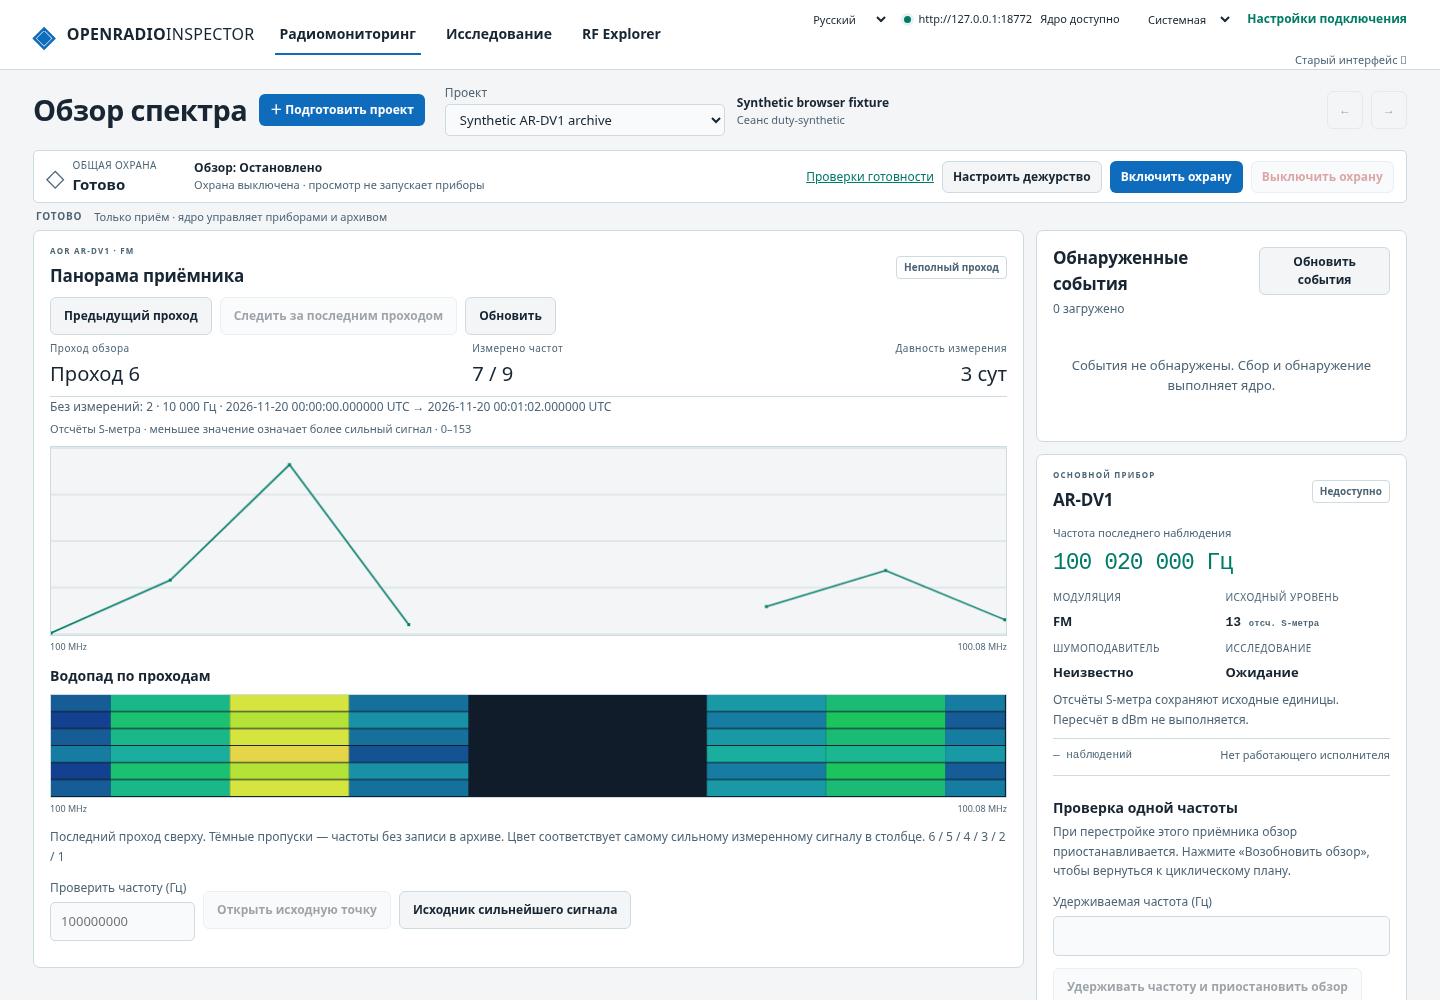 OPENRADIOINSPECTOR
Радиомониторинг
Исследование
RF Explorer
Русский
http://127.0.0.1:18772 Ядро доступно
Системная
Настройки подключения
Старый интерфейс
Обзор спектра
+ Подготовить проект
Проект
Synthetic AR-DV1 archive
Synthetic browser fixture
Сеанс duty-synthetic
←
→
ОБЩАЯ ОХРАНА
Готово
Обзор: Остановлено
Охрана выключена · просмотр не запускает приборы
Проверки готовности
Настроить дежурство
Включить охрану
Выключить охрану
ГОТОВО Только приём · ядро управляет приборами и архивом
AOR AR-DV1 · FM
Панорама приёмника
Неполный проход
Предыдущий проход
Следить за последним проходом
Обновить
Проход обзора
Проход 6
Измерено частот
7 / 9
Давность измерения
3 сут
Без измерений: 2 · 10 000 Гц · 2026-11-20 00:00:00.000000 UTC → 2026-11-20 00:01:02.000000 UTC
Отсчёты S-метра · меньшее значение означает более сильный сигнал · 0–153
100 MHz
100.08 MHz
Водопад по проходам
100 MHz
100.08 MHz
Последний проход сверху. Тёмные пропуски — частоты без записи в архиве. Цвет соответствует самому сильному измеренному сигналу в столбце. 6 / 5 / 4 / 3 / 2
/ 1
Проверить частоту (Гц)
100000000
Открыть исходную точку
Исходник сильнейшего сигнала
Обнаруженные
события
Обновить
события
0 загружено
События не обнаружены. Сбор и обнаружение
выполняет ядро.
ОСНОВНОЙ ПРИБОР
AR-DV1
Недоступно
Частота последнего наблюдения
100 020 000 Гц
МОДУЛЯЦИЯ
FM
ИСХОДНЫЙ УРОВЕНЬ
13 отсч. S-метра
ШУМОПОДАВИТЕЛЬ
Неизвестно
ИССЛЕДОВАНИЕ
Ожидание
Отсчёты S-метра сохраняют исходные единицы.
Пересчёт в dBm не выполняется.
— наблюдений
Нет работающего исполнителя
Проверка одной частоты
При перестройке этого приёмника обзор
приостанавливается. Нажмите «Возобновить обзор»,
чтобы вернуться к циклическому плану.
Удерживаемая частота (Гц)
Удерживать частоту и приостановить обзор